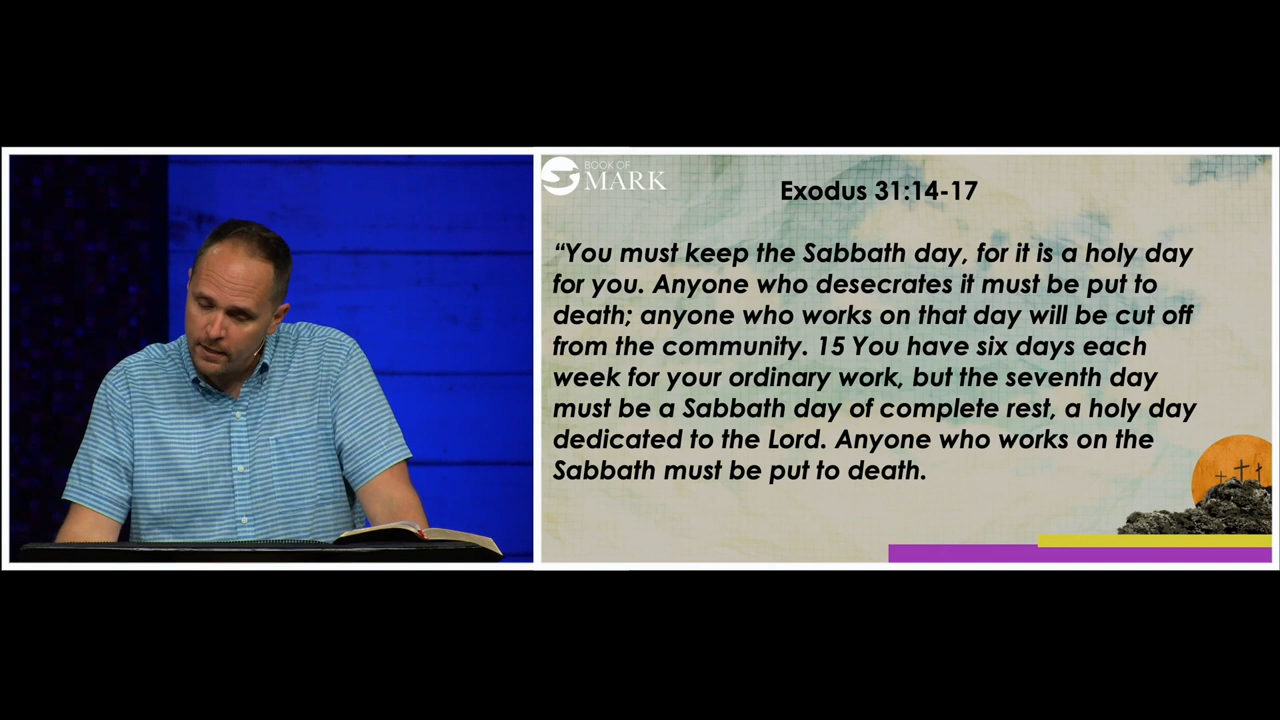 BOOK OF
MARK
Exodus 31:14-17
“You must keep the Sabbath day, for it is a holy day
for you. Anyone who desecrates it must be put to
death; anyone who works on that day will be cut off
from the community. 15 You have six days each
week for your ordinary work, but the seventh day
must be a Sabbath day of complete rest, a holy day
dedicated to the Lord. Anyone who works on the
Sabbath must be put to death.